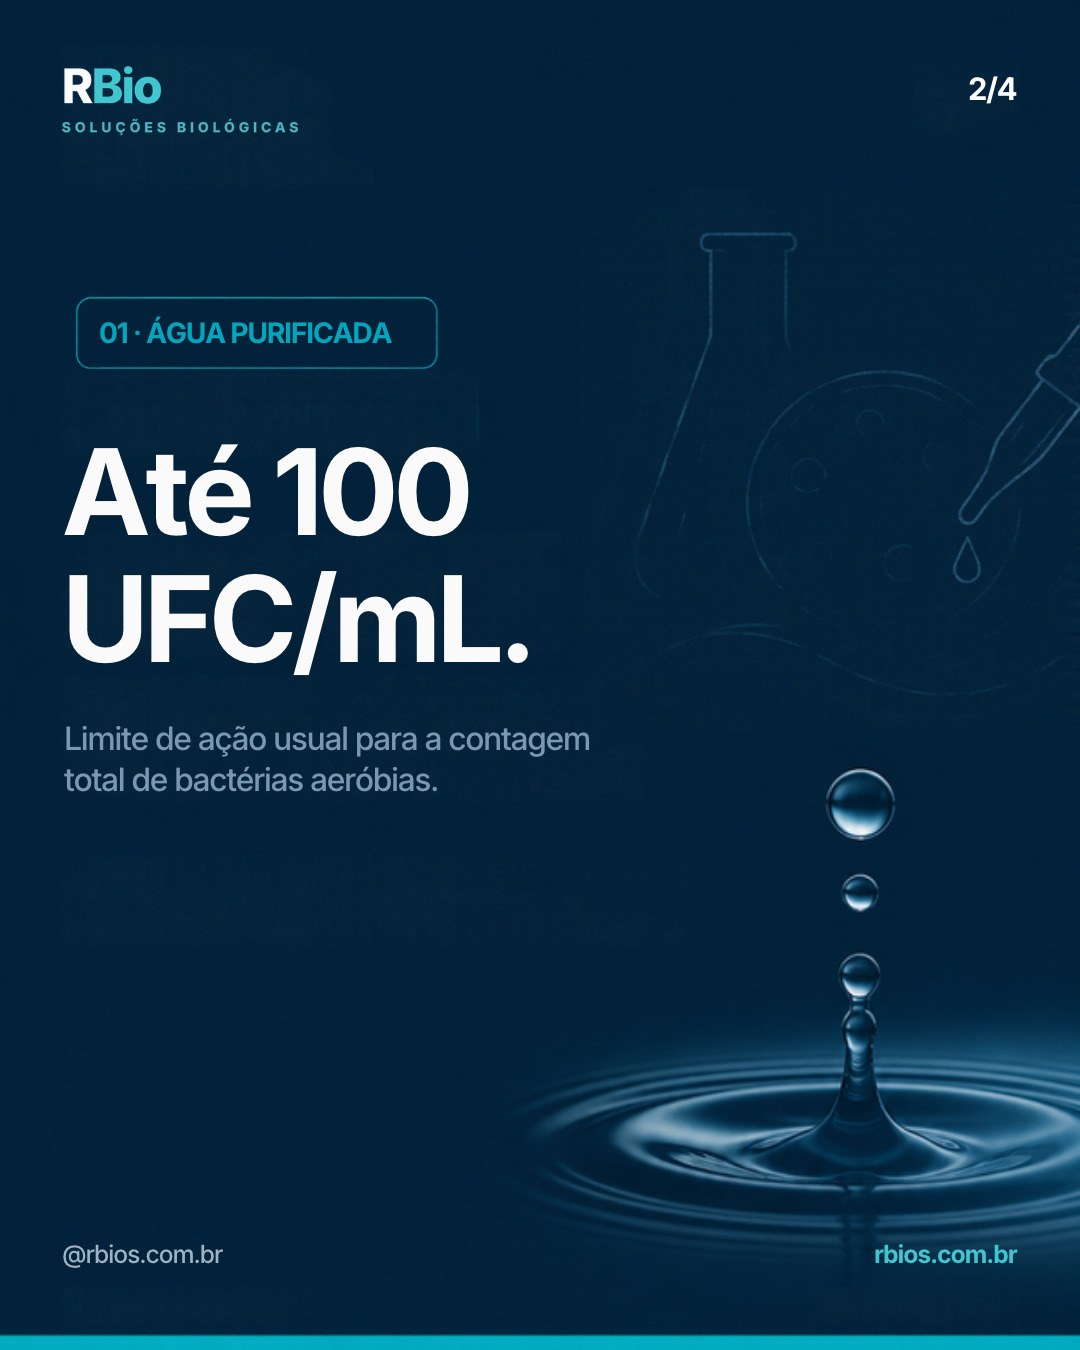 RBio
SOLUÇÕES BIOLÓGICAS
2/4
01 · ÁGUA PURIFICADA
Até 100
UFC/mL.
Limite de ação usual para a contagem
total de bactérias aeróbias.
@rbios.com.br
rbios.com.br